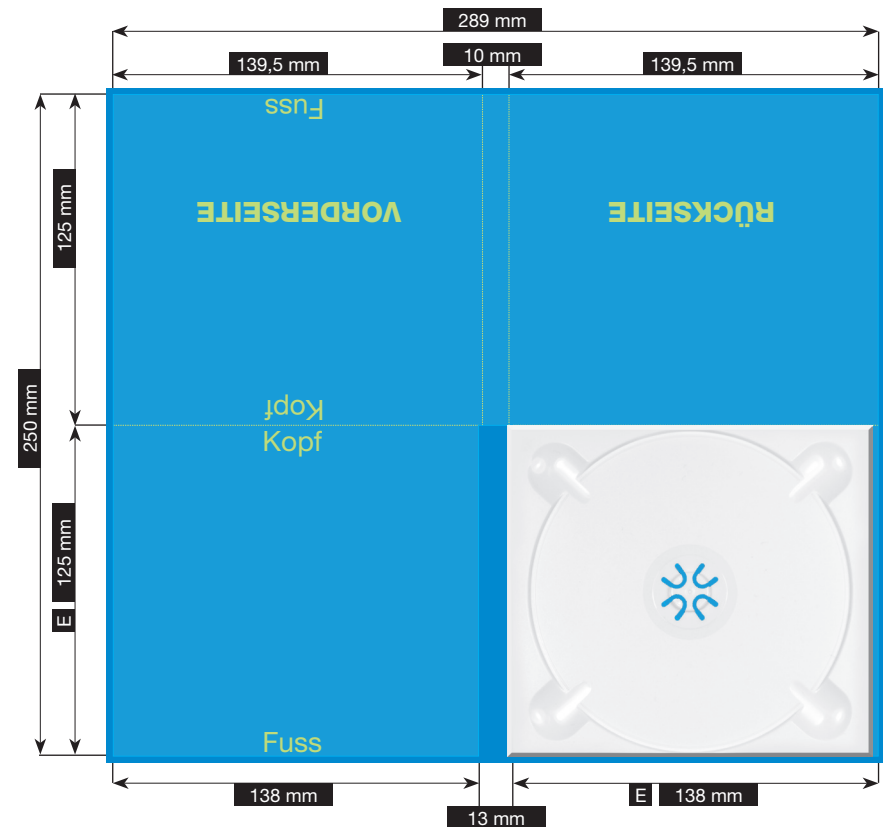 289 mm
10 mm
139,5 mm
139,5 mm
Fuss
VORDERSEITE
RÜCKSEITE
125 mm
250 mm
Kopf
Kopf
E 125 mm
Fuss
138 mm
E 138 mm
13 mm